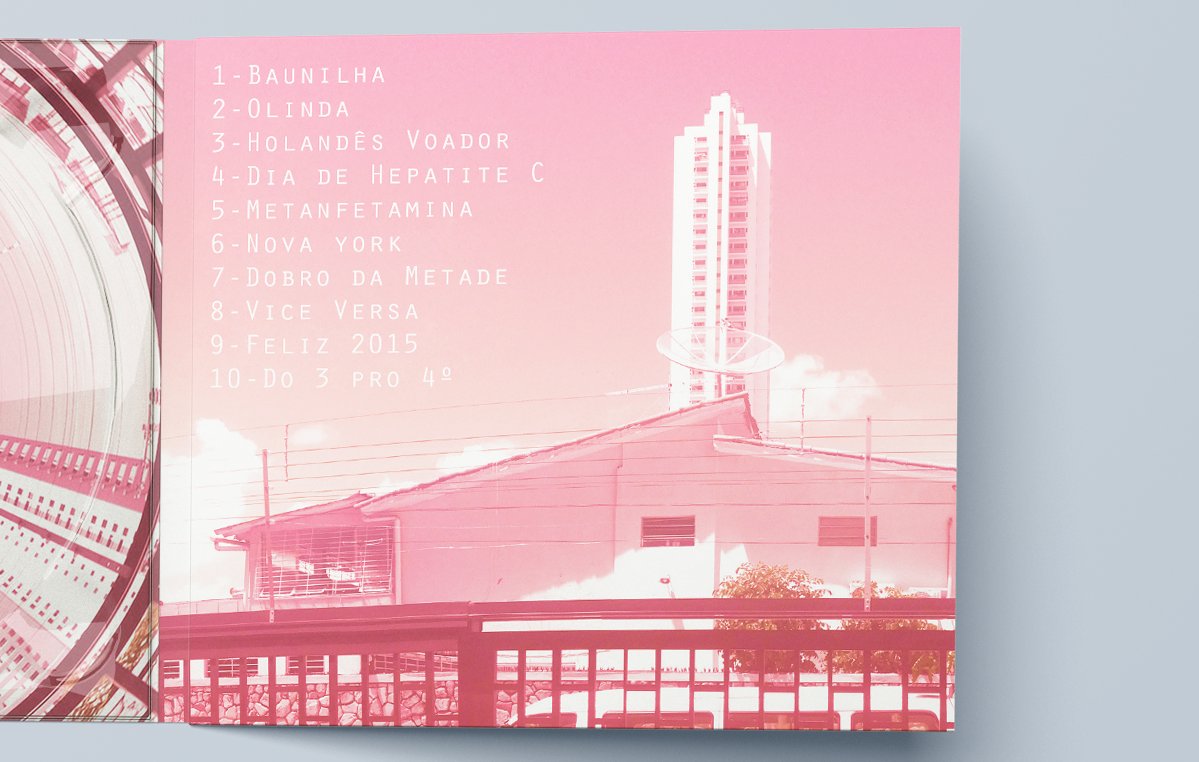 1-Baunilha
2-Olinda
3-Holandês Voador
4-Dia de Hepatite C
5-Metanfetamina
6-Nova york
7-Dobro da Metade
8-Vice Versa
9-Feliz 2015
10-Do 3 pro 4º